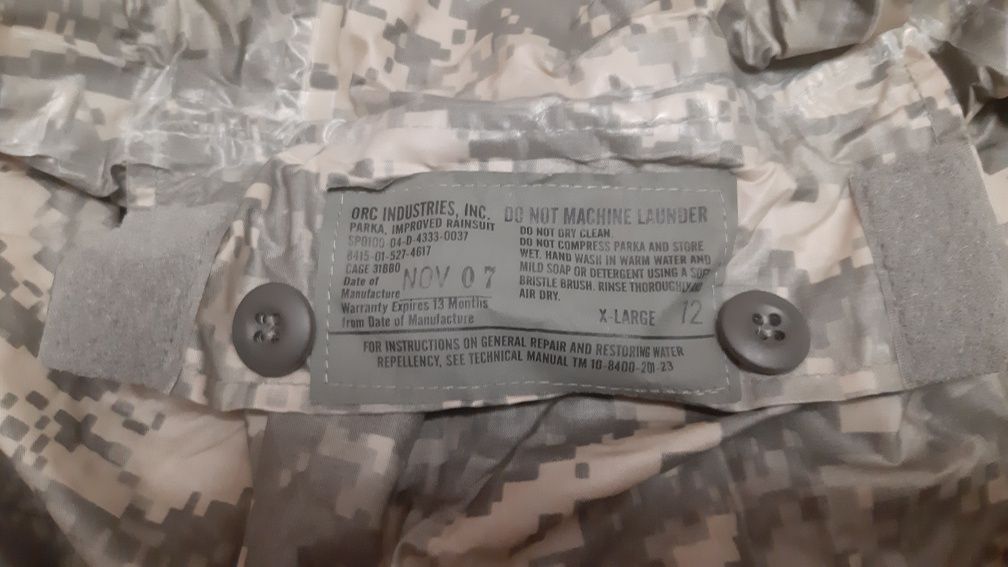 ORC INDUSTRIES, INC.
PARKA, IMPROVED RAINSUIT
SP0100-04-D-4333-0037
8415-01-527-4617
CAGE 31880
Date of
Manufacture NOV 07
Warranty Expires 13 Months
from Date of Manufacture
DO NOT MACHINE LAUNDER
DO NOT DRY CLEAN.
DO NOT COMPRESS PARKA AND STORE
WET. HAND WASH IN WARM WATER AND
MILD SOAP OR DETERGENT USING A SOFT
BRISTLE BRUSH. RINSE THOROUGHLY
AIR DRY.
X-LARGE 12
FOR INSTRUCTIONS ON GENERAL REPAIR AND RESTORING WATER
REPELLENCY, SEE TECHNICAL MANUAL TM 10-8400-201-23